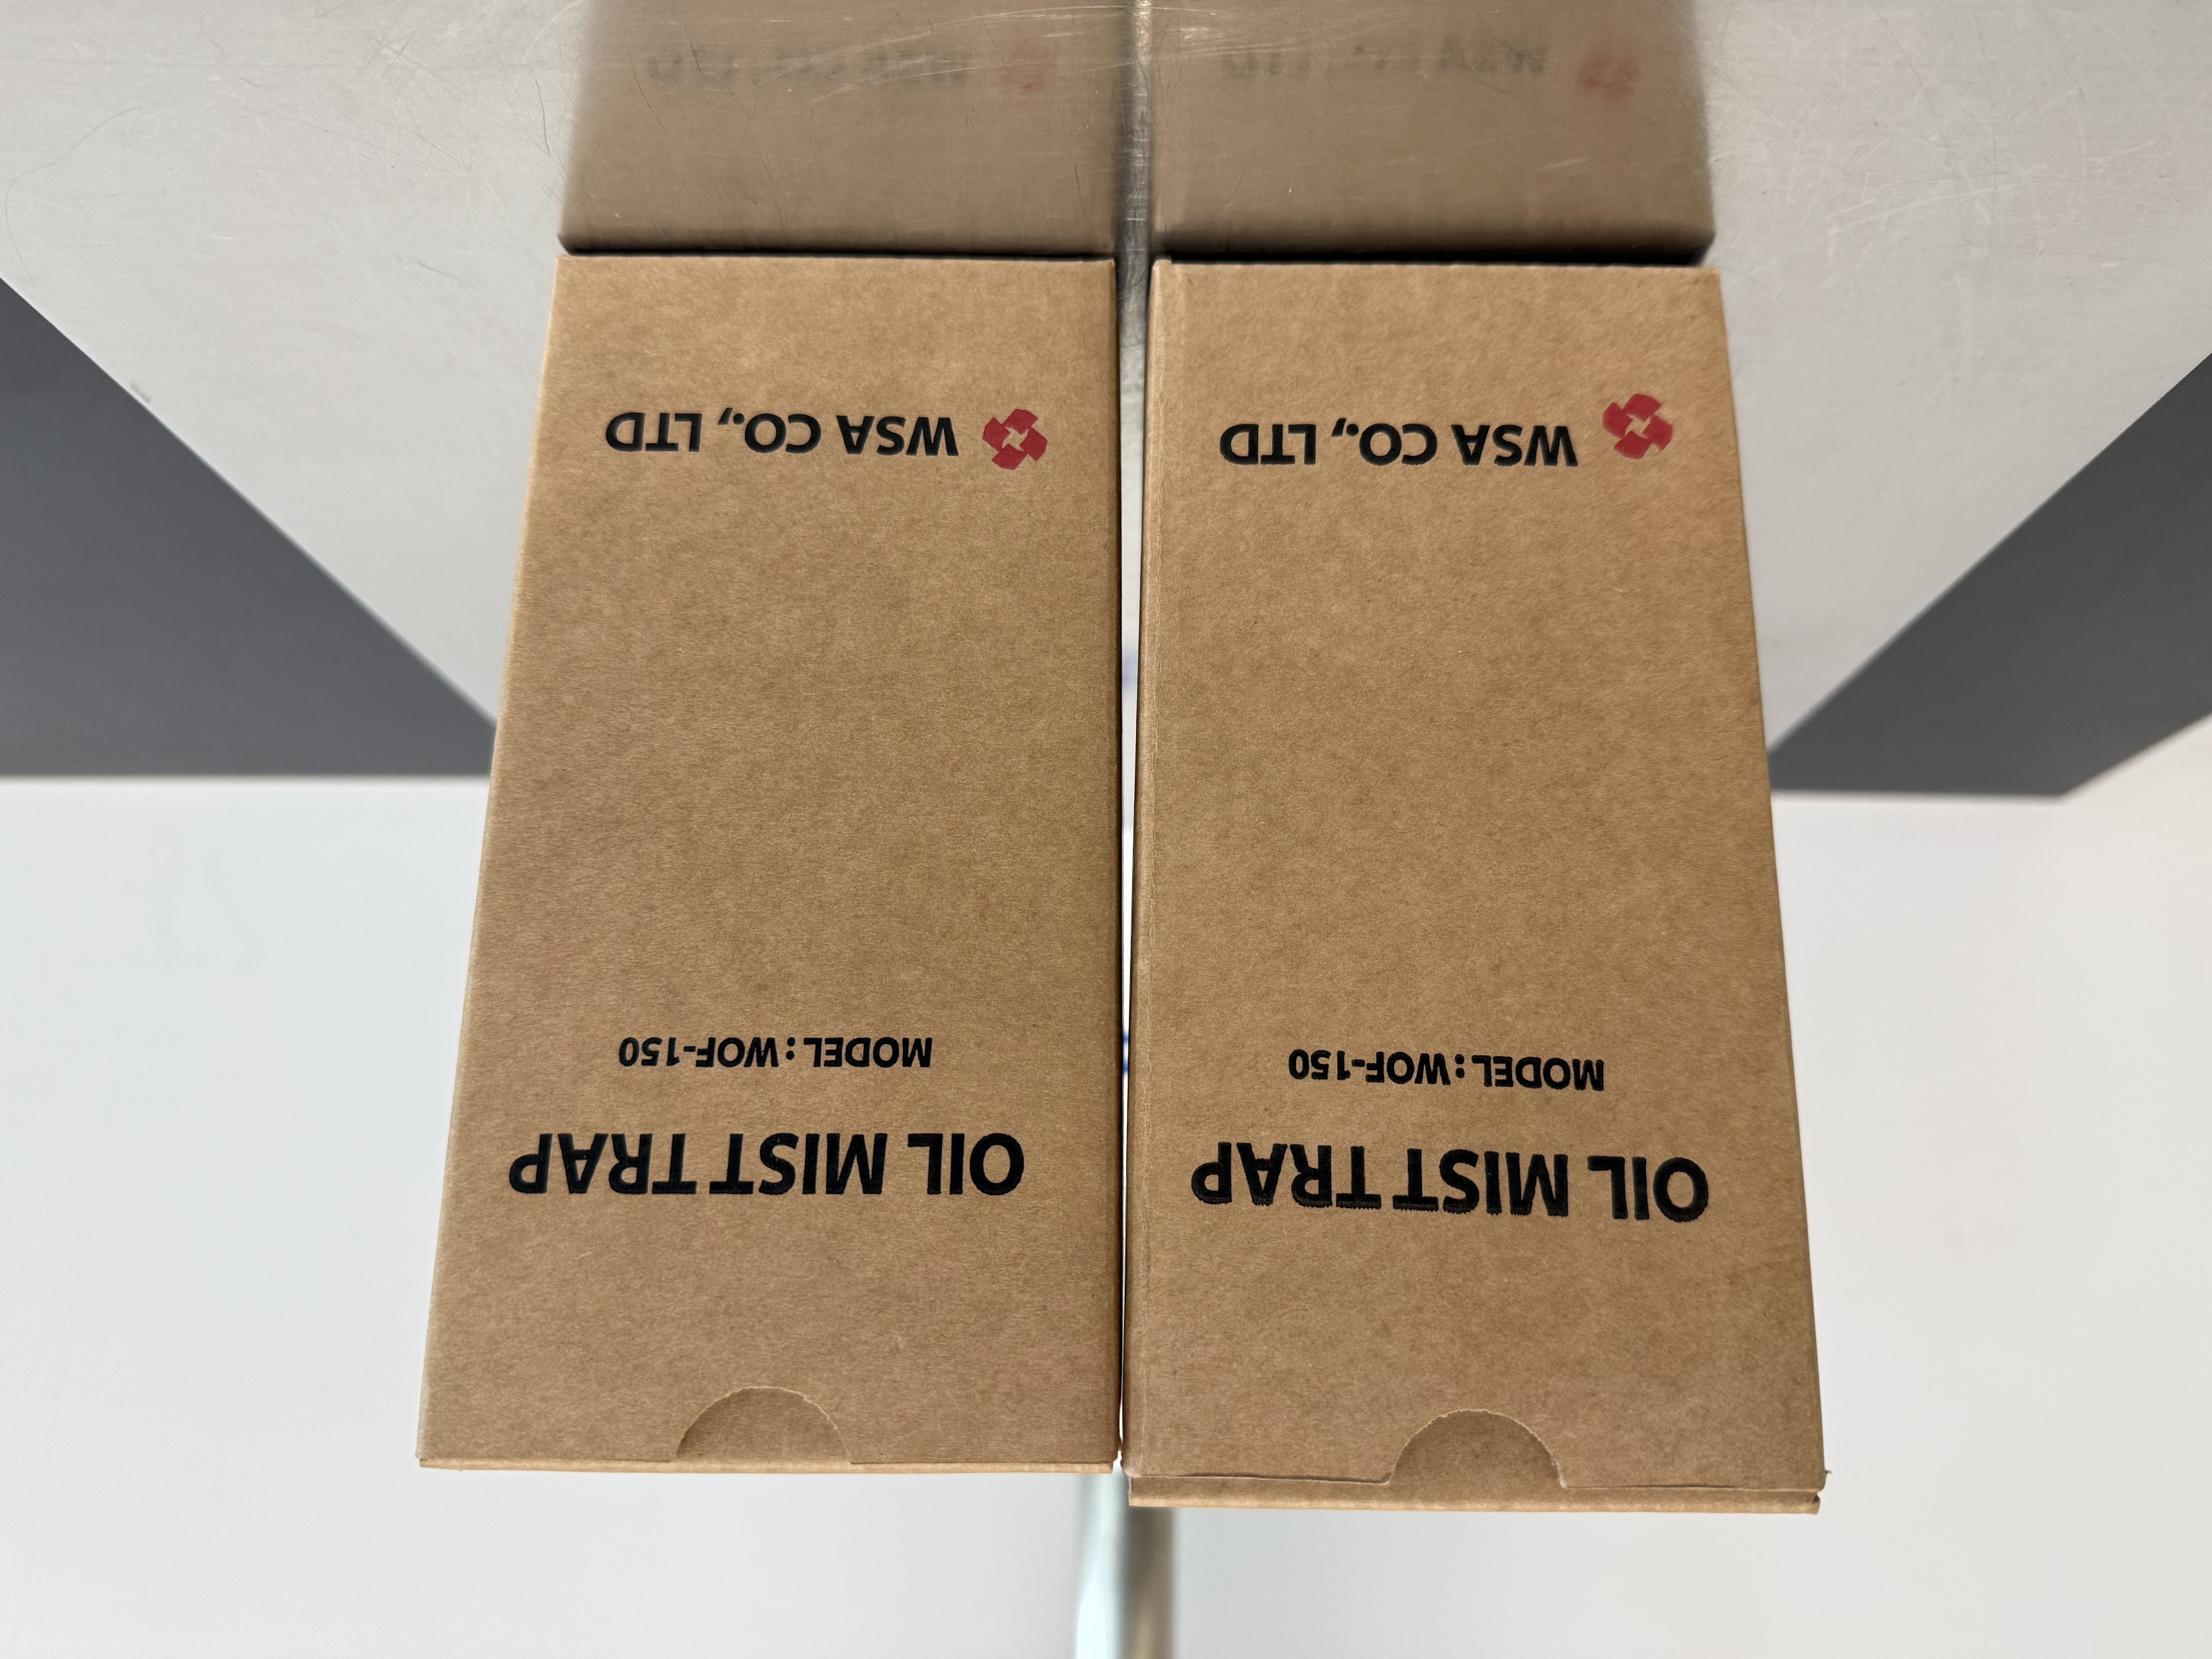 OIL MIST TRAP
MODEL : WOF-150
WSA CO., LTD
OIL MIST TRAP
MODEL : WOF-150
WSA CO., LTD